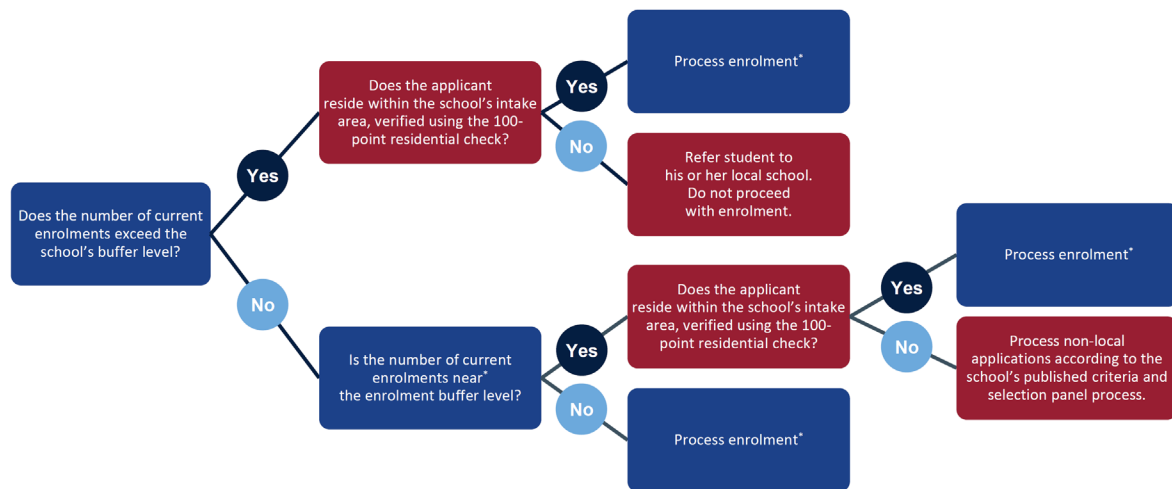 Does the number of current
enrolments exceed the
school's buffer level?
Yes
No
Does the applicant
reside within the school's intake
area, verified using the 100-
point residential check?
Yes
No
Process enrolment*
Refer student to
his or her local school.
Do not proceed
with enrolment.
Is the number of current
enrolments near*
the enrolment buffer level?
Yes
No
Does the applicant
reside within the school's intake
area, verified using the 100-
point residential check?
Yes
No
Process enrolment*
Process non-local
applications according to the
school's published criteria and
selection panel process.
Process enrolment*